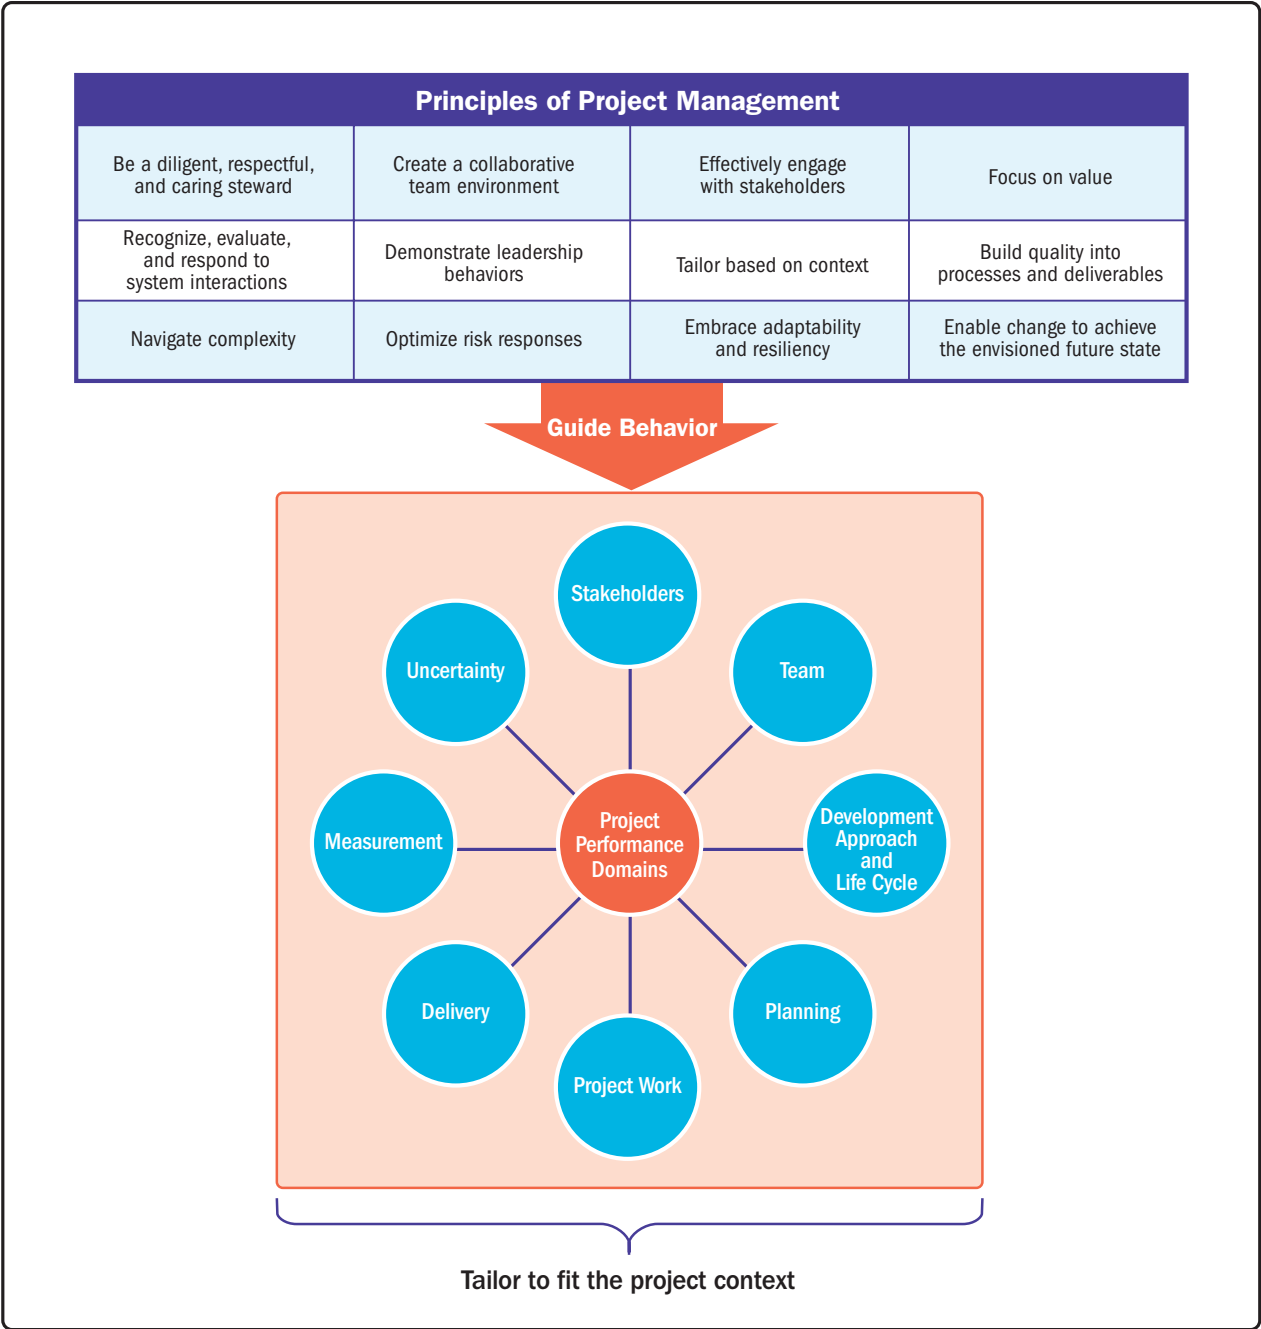 Principles of Project Management
Be a diligent, respectful,
and caring steward
Create a collaborative
team environment
Effectively engage
with stakeholders
Focus on value
Recognize, evaluate,
and respond to
system interactions
Demonstrate leadership
behaviors
Tailor based on context
Build quality into
processes and deliverables
Navigate complexity
Optimize risk responses
Embrace adaptability
and resiliency
Enable change to achieve
the envisioned future state
Guide Behavior
Stakeholders
Uncertainty
Team
Measurement
Project
Performance
Domains
Development
Approach
and
Life Cycle
Delivery
Planning
Project Work
Tailor to fit the project context